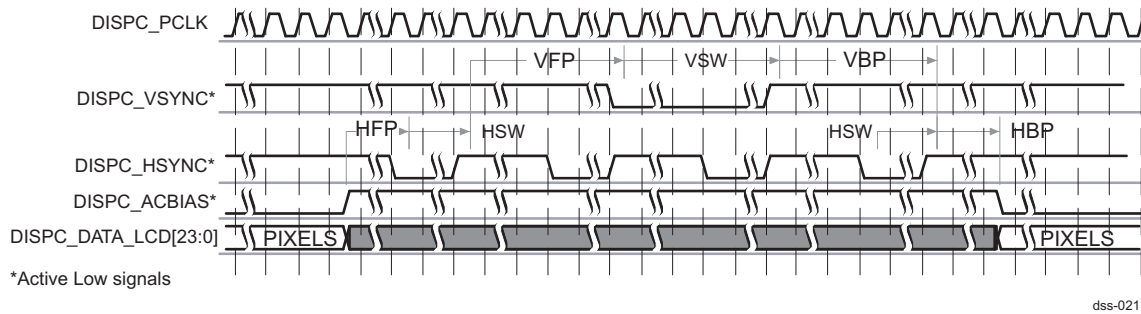 DISPC_PCLK
VFP VSW VBP
DISPC_VSYNC*
HFP HSW HSW HBP
DISPC_HSYNC*
DISPC_ACBIAS*
DISPC_DATA_LCD[23:0] PIXELS PIXELS
*Active Low signals
dss-021